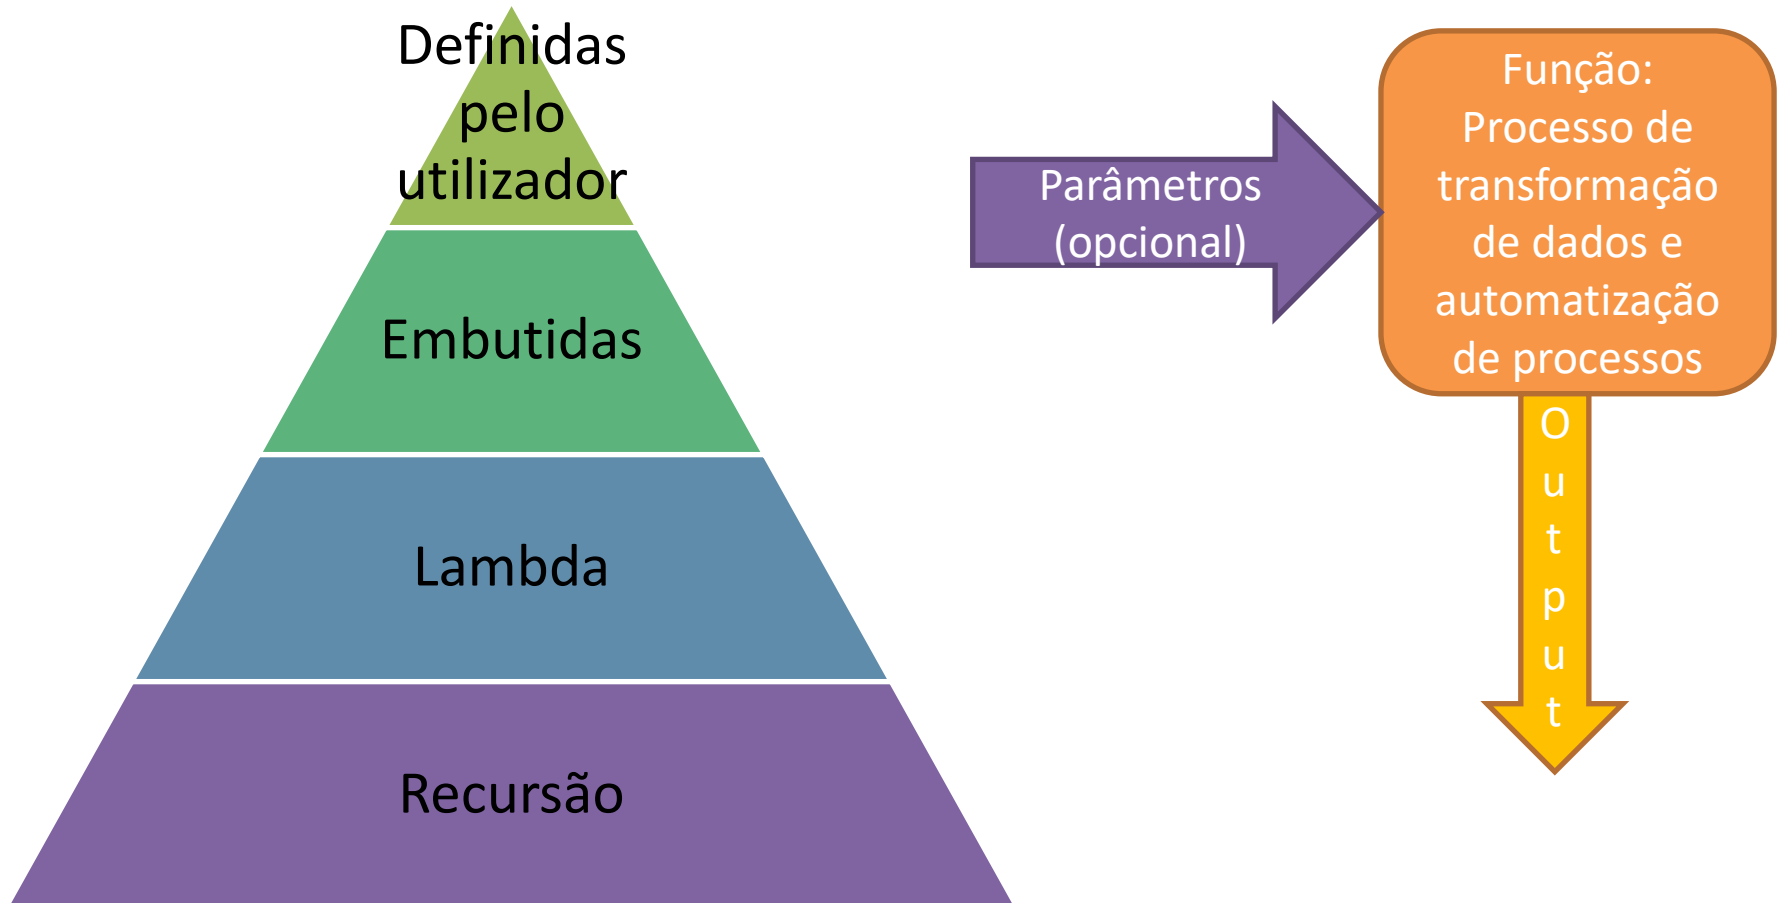 Definidas
pelo
utilizador
Embutidas
Lambda
Recursão
Parâmetros
(opcional)
Função:
Processo de
transformação
de dados e
automatização
de processos
O
u
t
p
u
t